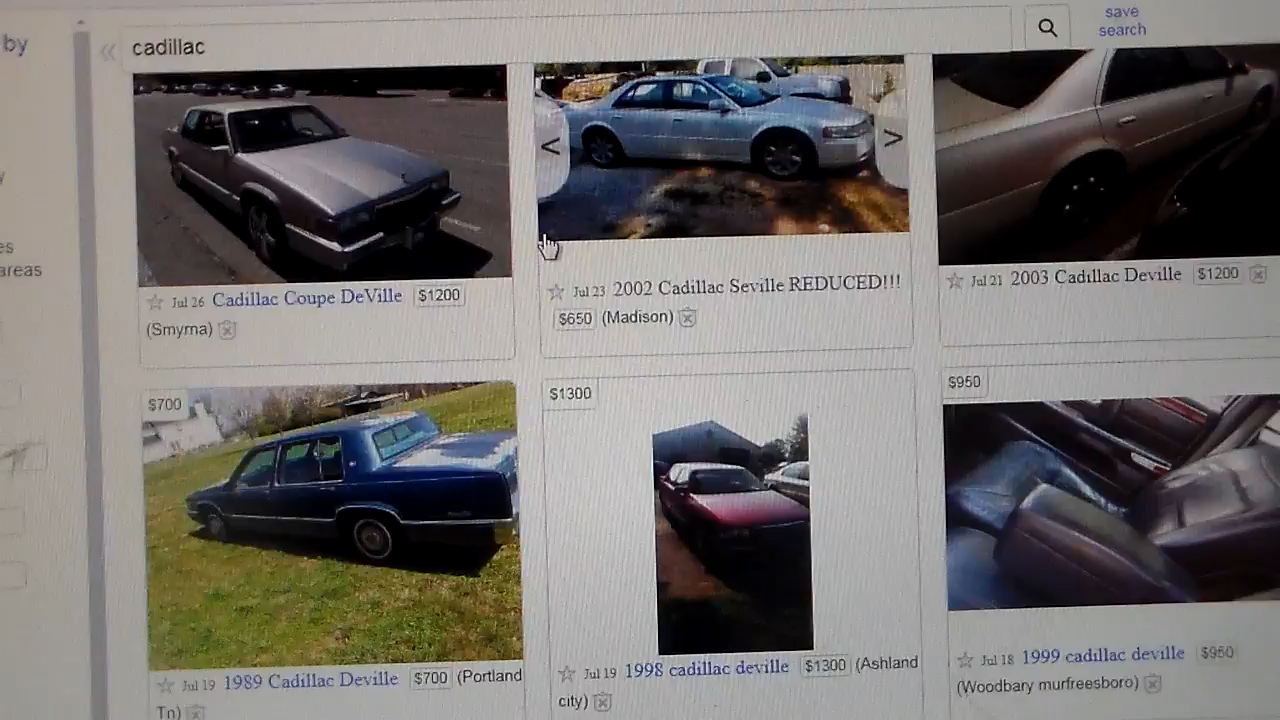 by
«
cadillac
save
search
es
areas
< >
☆ Jul 26 Cadillac Coupe DeVille $1200
(Smyrna)
☆ Jul 23 2002 Cadillac Seville REDUCED!!!
$650 (Madison)
☆ Jul 21 2003 Cadillac Deville $1200
$700
$1300
$950
☆ Jul 19 1989 Cadillac Deville $700 (Portland
Tn)
☆ Jul 19 1998 cadillac deville $1300 (Ashland
city)
☆ Jul 18 1999 cadillac deville $950
(Woodbary murfreesboro)